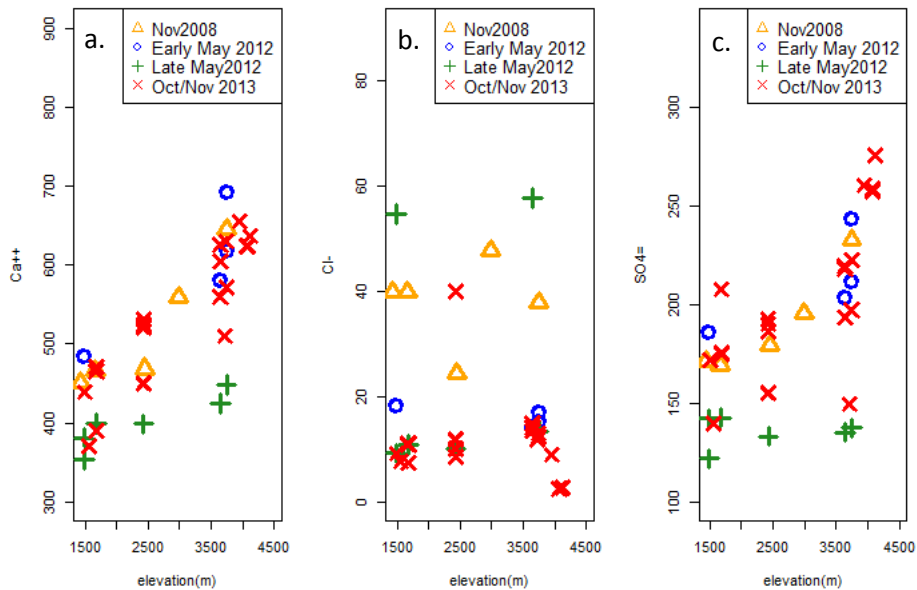 a.
Nov2008
Early May 2012
Late May2012
Oct/Nov 2013
Ca++
900
800
700
600
500
400
300
1500 2500 3500 4500
elevation(m)
b.
Nov2008
Early May 2012
Late May2012
Oct/Nov 2013
Cl-
80
60
40
20
0
1500 2500 3500 4500
elevation(m)
c.
Nov2008
Early May 2012
Late May2012
Oct/Nov 2013
SO4=
300
250
200
150
100
1500 2500 3500 4500
elevation(m)